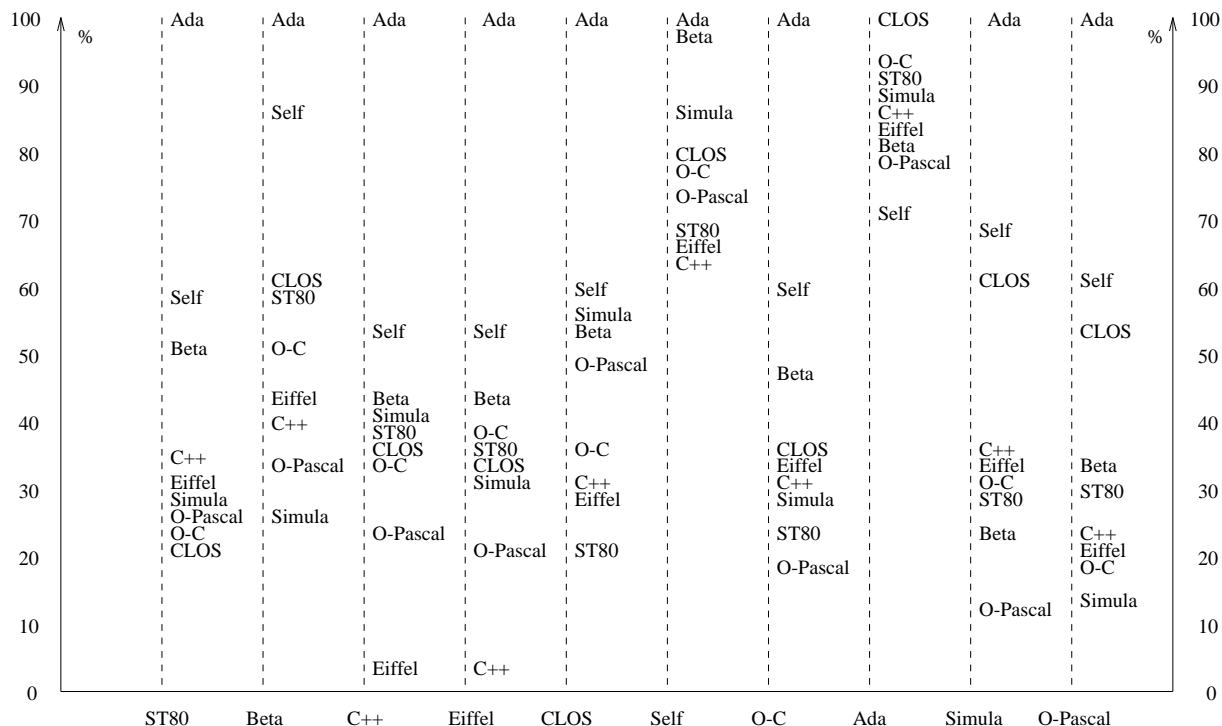 100 Ada Ada Ada Ada Ada Ada Ada CLOS Ada Ada 100
% Beta %
O-C
ST80
90 90
Simula
Self Simula C++
Eiffel
Beta
80 CLOS O-Pascal 80
O-C
O-Pascal
70 Self 70
ST80 Self
Eiffel
C++
CLOS CLOS Self
60 Self ST80 Self Self 60
Simula
Self Self Beta CLOS
50 Beta O-C 50
O-Pascal
Beta
Eiffel Beta Beta
40 C++ Simula 40
ST80 O-C
C++ CLOS ST80 O-C CLOS C++
O-Pascal O-C CLOS Eiffel Eiffel Beta
30 Eiffel Simula C++ C++ O-C ST80 30
Simula Eiffel Simula ST80
O-Pascal Simula
O-C O-Pascal ST80 Beta C++
20 CLOS O-Pascal ST80 Eiffel 20
O-Pascal O-C
Simula
10 O-Pascal 10
Eiffel C++
0 0
ST80 Beta C++ Eiffel CLOS Self O-C Ada Simula O-Pascal